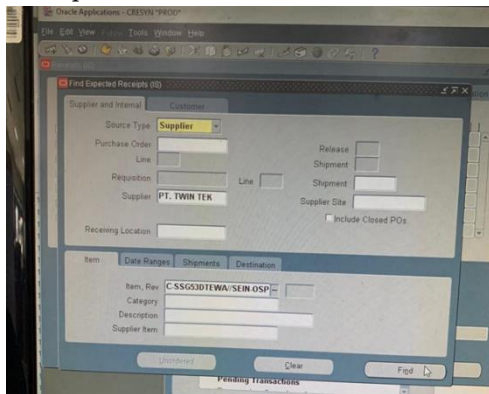 Oracle Applications - CRESYN "PROD"
File Edit View Tools Window Help
Find Expected Receipts (IS)
Supplier and Internal Customer
Source Type Supplier
Purchase Order Release
Line Shipment
Requisition Line Shipment
Supplier PT. TWIN TEK Supplier Site
Include Closed POs
Receiving Location
Item Date Ranges Shipments Destination
Item, Rev C-SSG53DTEWA//SEIN-OSP
Category
Description
Supplier Item
Unordered Clear Find
Pending Transactions